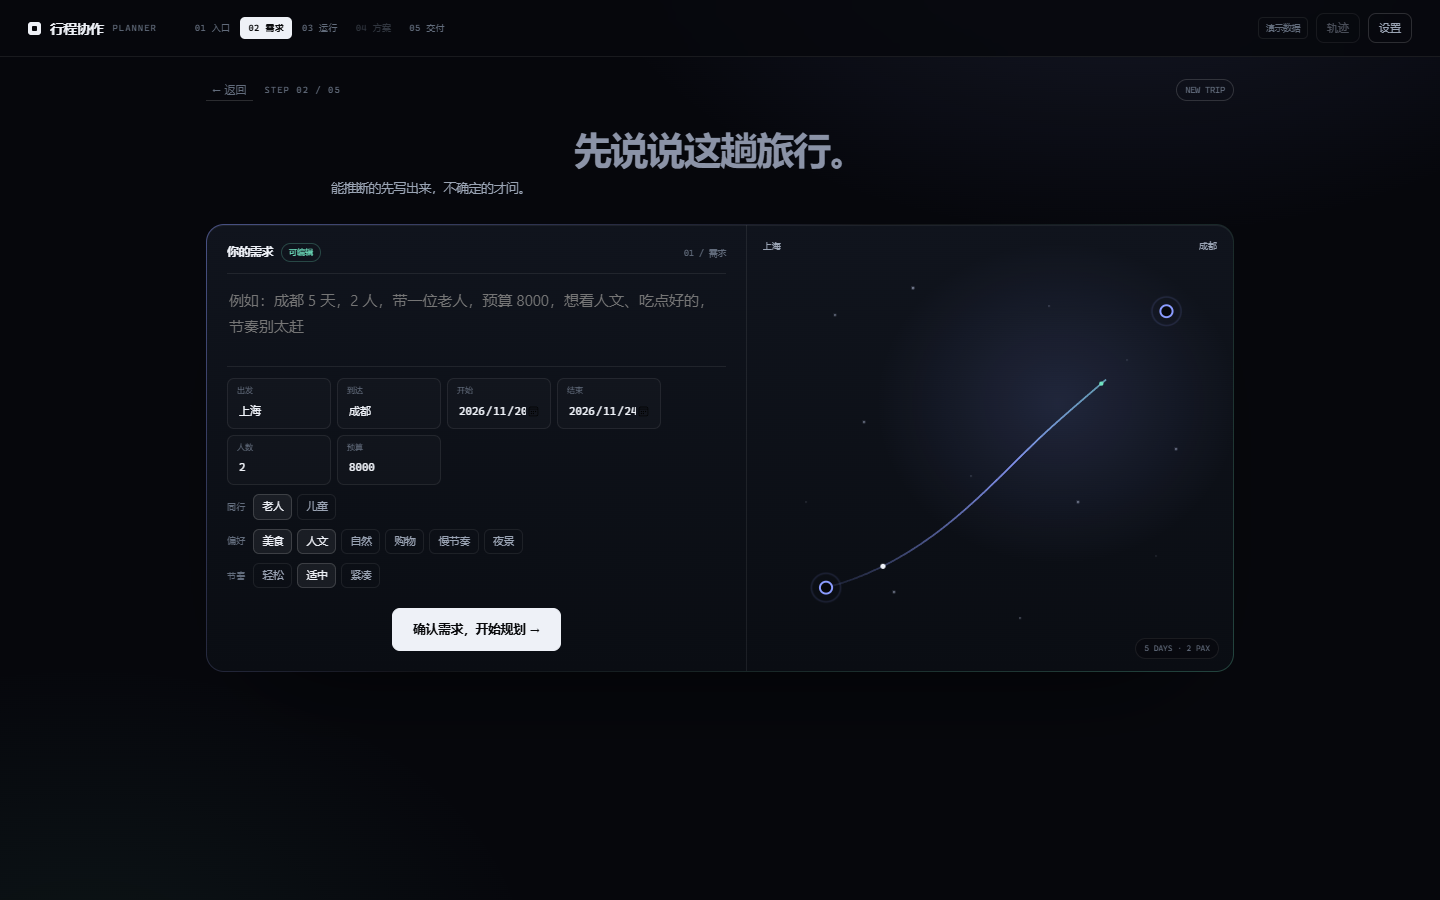 行程协作 PLANNER 01 入口 02 需求 03 运行 04 方案 05 交付 演示数据 轨迹 设置
← 返回 STEP 02 / 05 NEW TRIP
先说说这趟旅行。
能推断的先写出来，不确定的才问。
你的需求 可编辑 01 / 需求
例如：成都 5 天，2 人，带一位老人，预算 8000，想看人文、吃点好的，
节奏别太赶
出发 到达 开始 结束
上海 成都 2026/11/20 2026/11/24
人数 预算
2 8000
同行 老人 儿童
偏好 美食 人文 自然 购物 慢节奏 夜景
节奏 轻松 适中 紧凑
确认需求，开始规划 →
上海 成都
5 DAYS · 2 PAX